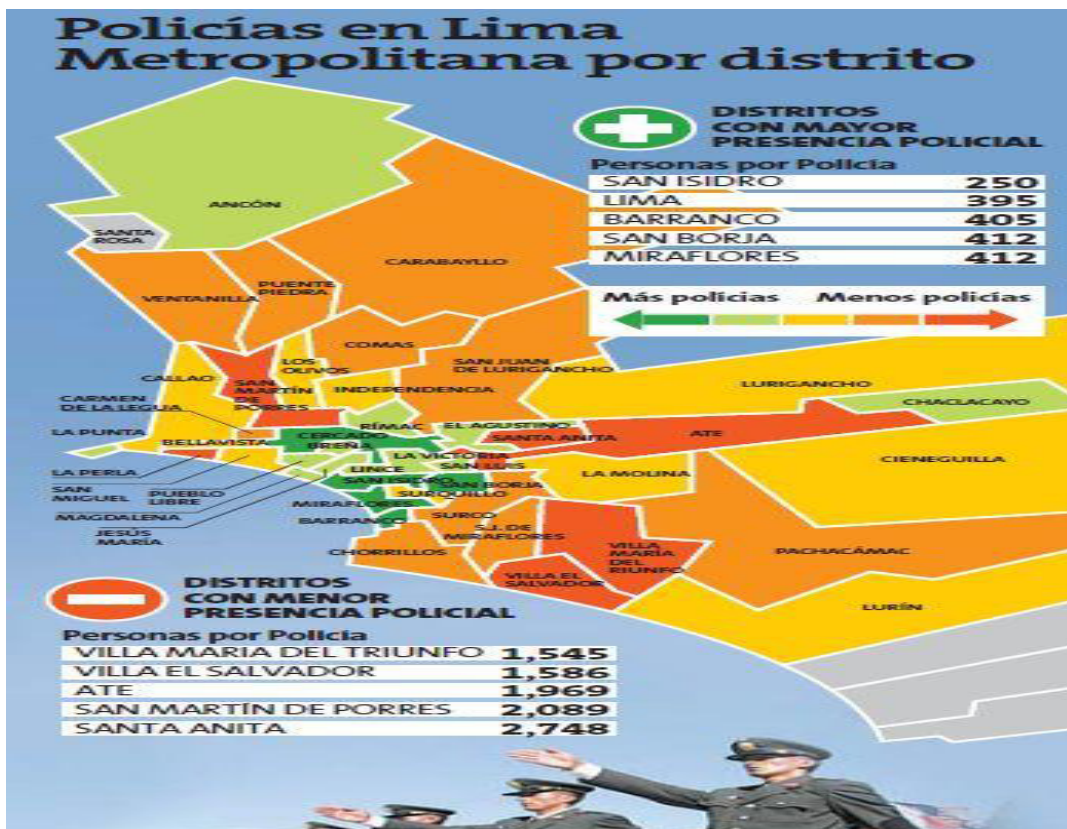 Policías en Lima
Metropolitana por distrito
DISTRITOS
CON MAYOR
PRESENCIA POLICIAL
Personas por Policia
SAN ISIDRO 250
LIMA 395
BARRANCO 405
SAN BORJA 412
MIRAFLORES 412
Más policias Menos policías
ANCÓN
SANTA
ROSA
CARABAYLLO
VENTANILLA
PUENTE
PIEDRA
COMAS
LOS
OLIVOS
SAN JUAN
DE LURIGANCHO
CALLAO
SAN
MARTÍN
DE
PORRES
INDEPENDENCIA
LURIGANCHO
CHACLACAYO
CARMEN
DE LA LEGUA
RÍMAC
EL AGUSTINO
SANTA ANITA
ATE
LA PUNTA
BELLAVISTA
CERCADO
BREÑA
LA VICTORIA
SAN LUIS
CIENEGUILLA
LA PERLA
LINCE
SAN ISIDRO
SAN BORJA
LA MOLINA
SAN
MIGUEL
PUEBLO
LIBRE
SURQUILLO
MIRAFLORES
MAGDALENA
JESÚS
MARÍA
BARRANCO
SURCO
S.J. DE
MIRAFLORES
CHORRILLOS
VILLA
MARÍA
DEL
RIUNFO
PACHACÁMAC
VILLA EL
SALVADOR
LURÍN
DISTRITOS
CON MENOR
PRESENCIA POLICIAL
Personas por Policia
VILLA MARIA DEL TRIUNFO 1,545
VILLA EL SALVADOR 1,586
ATE 1,969
SAN MARTÍN DE PORRES 2,089
SANTA ANITA 2,748